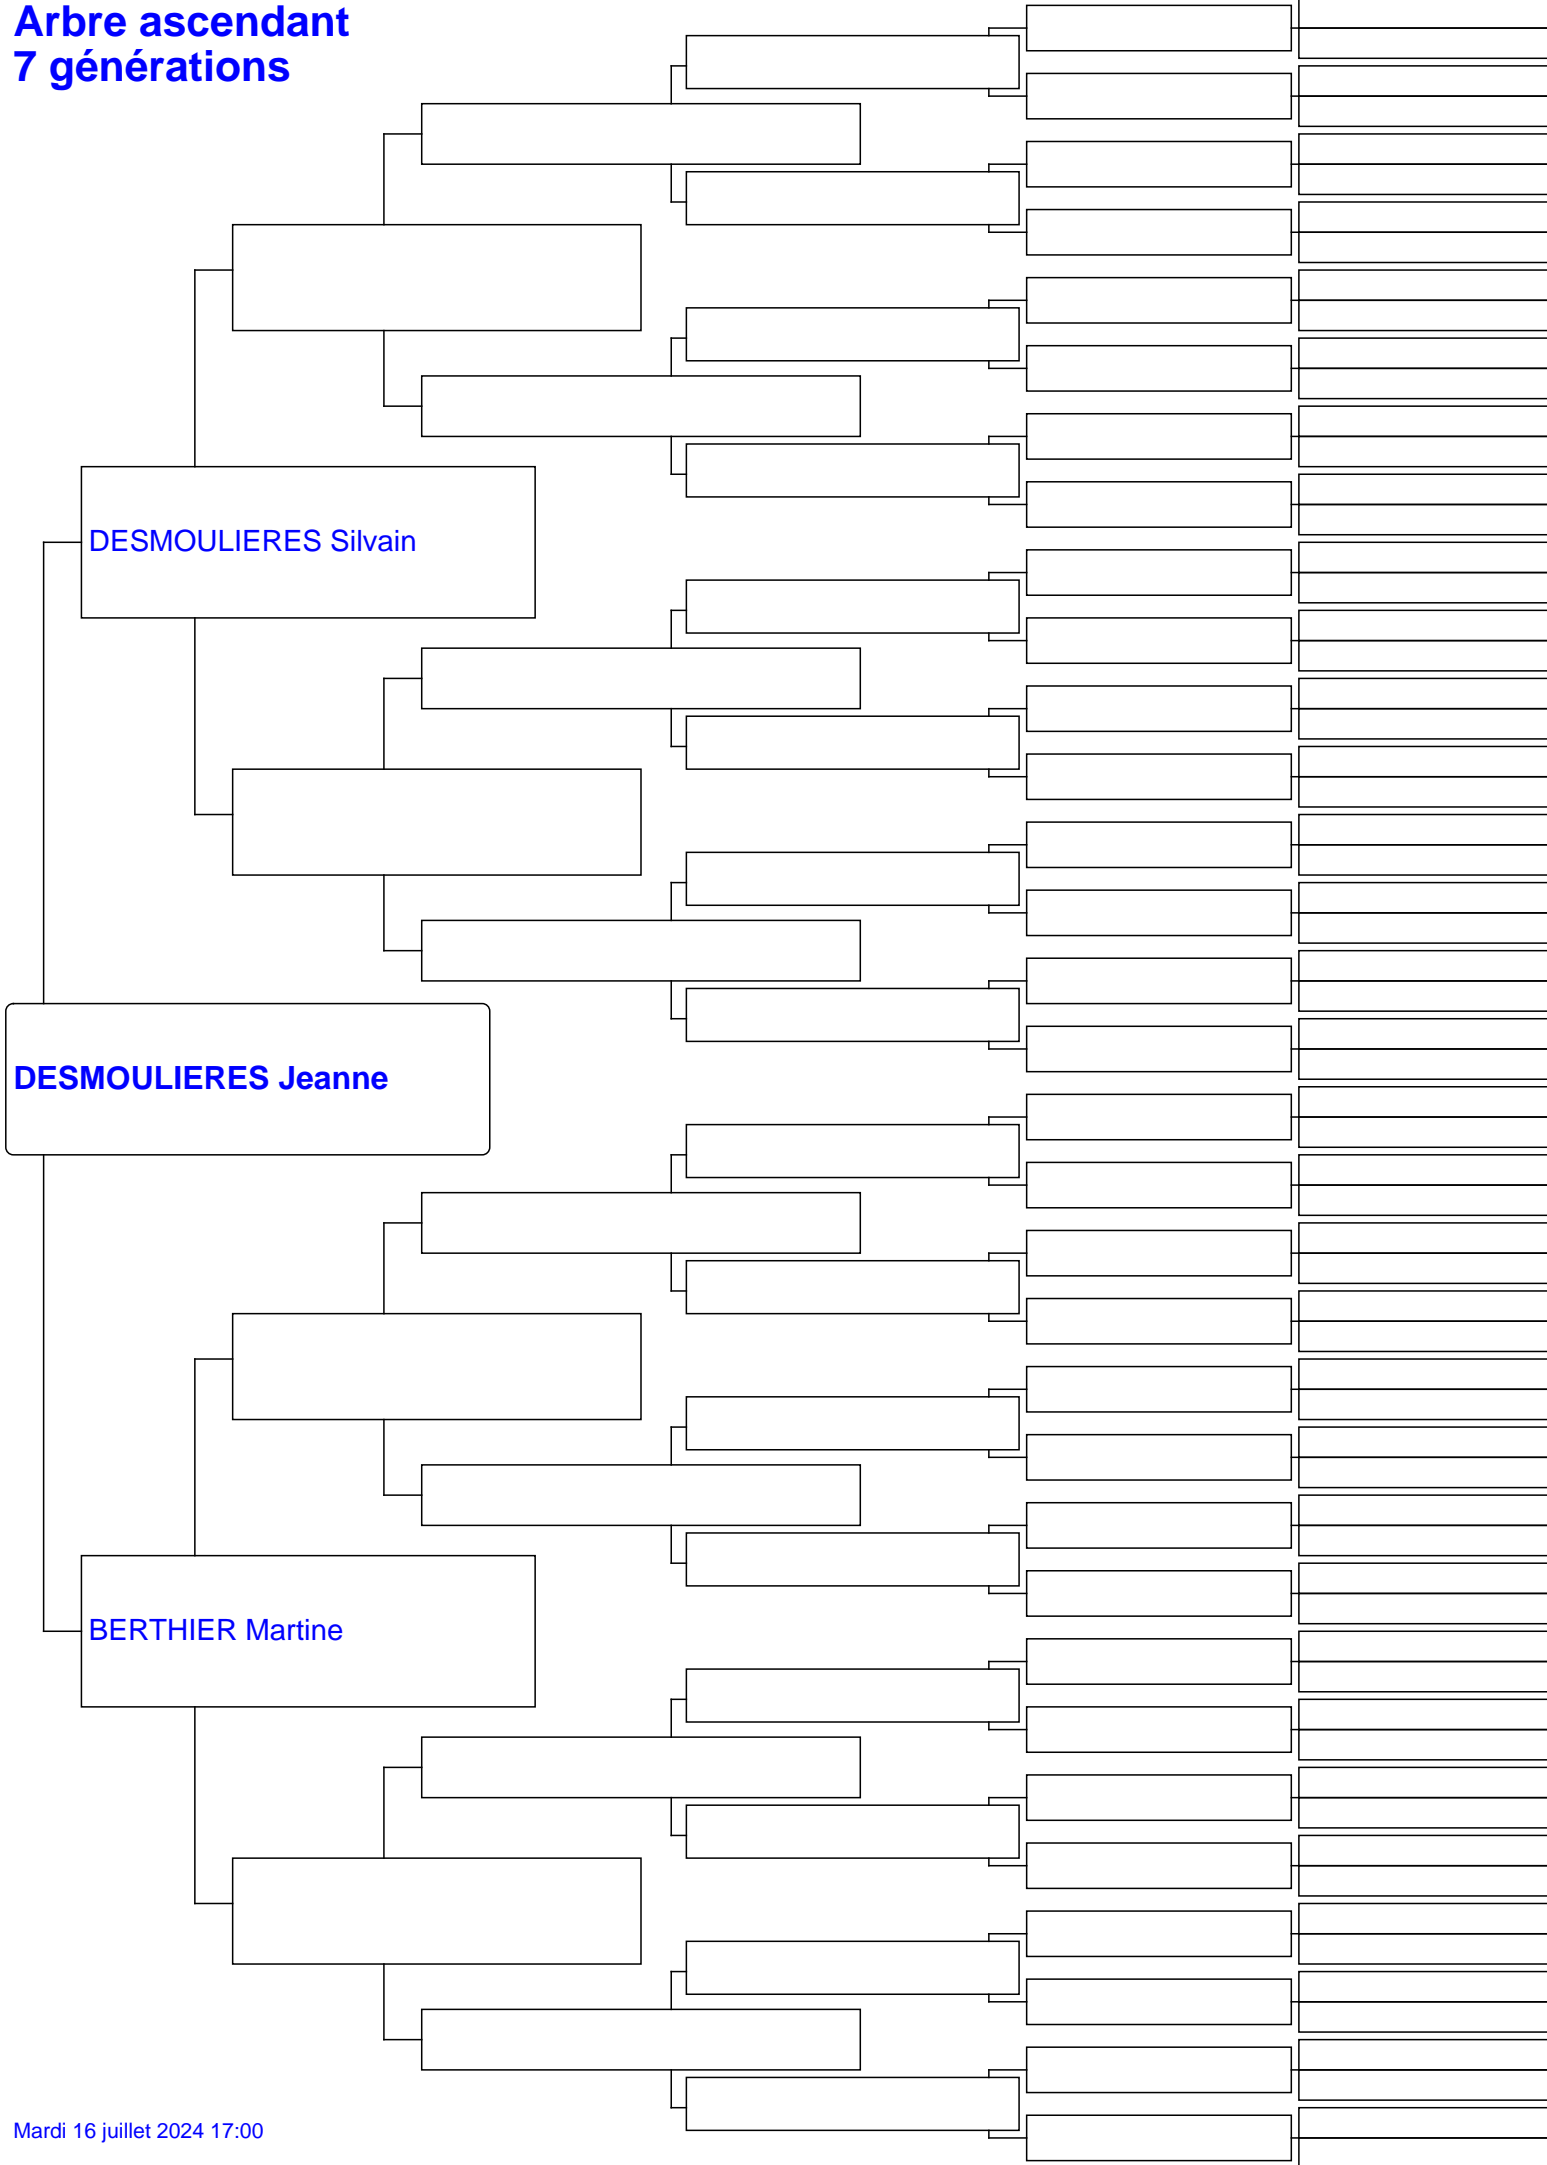 Arbre ascendant
7 générations
DESMOULIERES Silvain
DESMOULIERES Jeanne
BERTHIER Martine
Mardi 16 juillet 2024 17:00